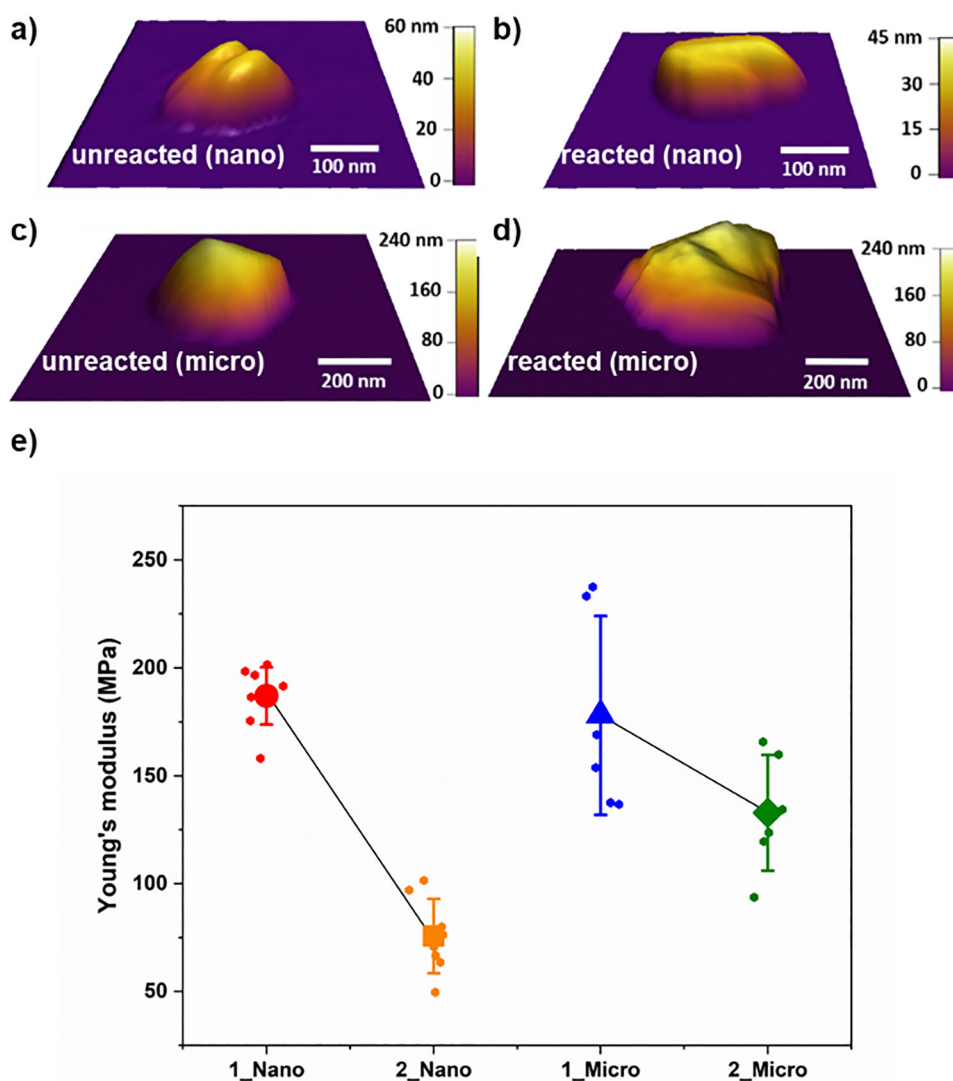 a)
60 nm
40
20
0
unreacted (nano)
100 nm
b)
45 nm
30
15
0
reacted (nano)
100 nm
c)
240 nm
160
80
0
unreacted (micro)
200 nm
d)
240 nm
160
80
0
reacted (micro)
200 nm
e)
Young's modulus (MPa)
250
200
150
100
50
1_Nano
2_Nano
1_Micro
2_Micro